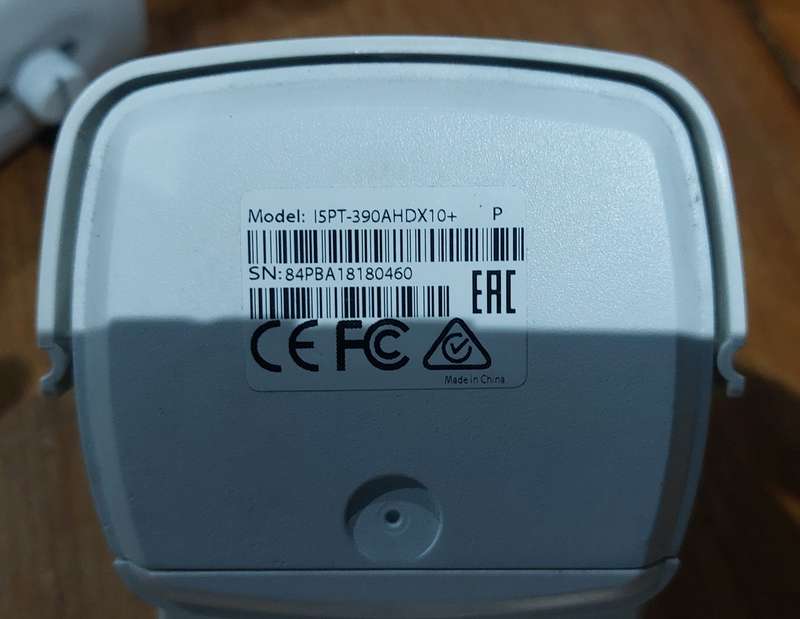 Model: I5PT-390AHDX10+ P
SN:84PBA18180460
EAC
CE FC
Made in China